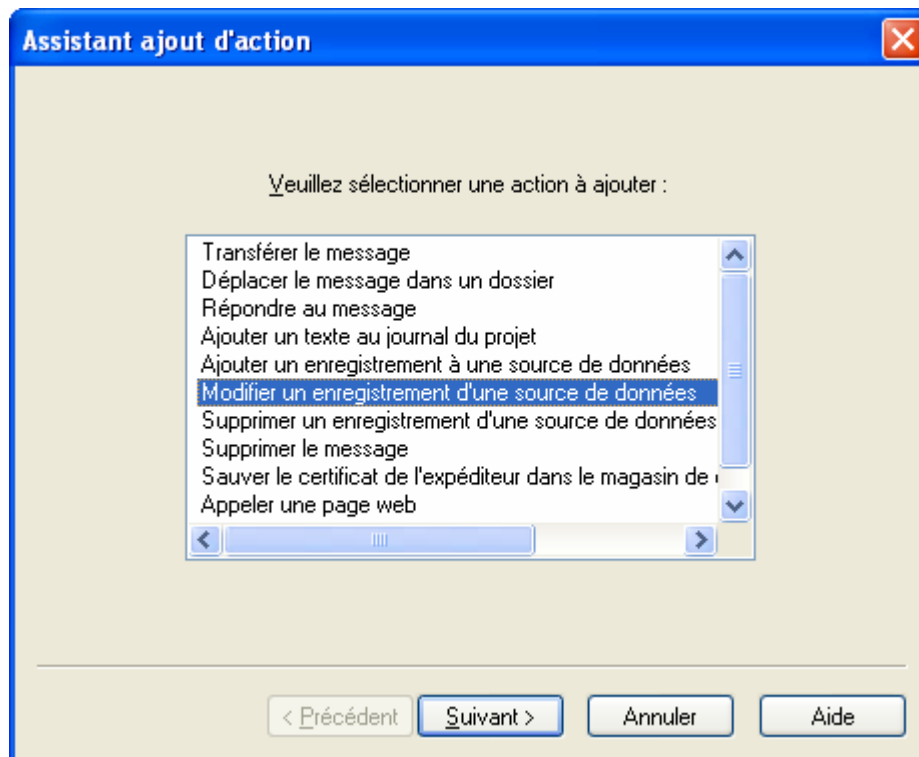 Assistant ajout d'action
Veuillez sélectionner une action à ajouter :
Transférer le message
Déplacer le message dans un dossier
Répondre au message
Ajouter un texte au journal du projet
Ajouter un enregistrement à une source de données
Modifier un enregistrement d'une source de données
Supprimer un enregistrement d'une source de données
Supprimer le message
Sauver le certificat de l'expéditeur dans le magasin de
Appeler une page web
< Précédent Suivant > Annuler Aide